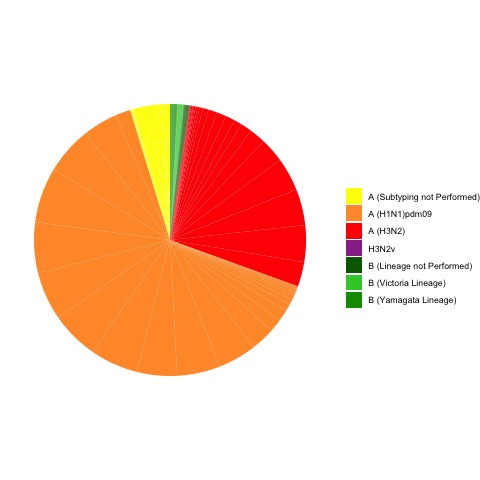 A (Subtyping not Performed)
A (H1N1)pdm09
A (H3N2)
H3N2v
B (Lineage not Performed)
B (Victoria Lineage)
B (Yamagata Lineage)